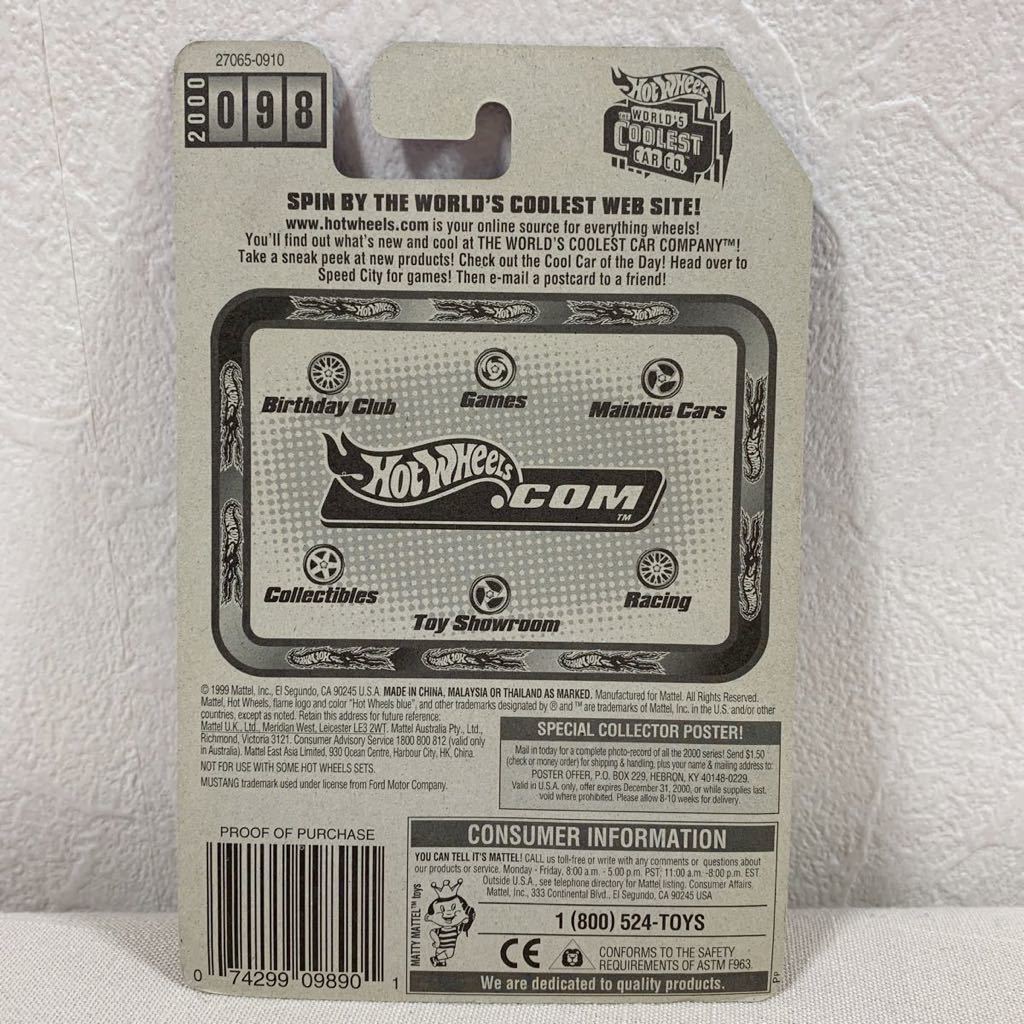 27065-0910
2000
098
HOT WHEELS
THE WORLD'S
COOLEST
CAR CO.
SPIN BY THE WORLD'S COOLEST WEB SITE!
www.hotwheels.com is your online source for everything wheels!
You'll find out what's new and cool at THE WORLD'S COOLEST CAR COMPANY™!
Take a sneak peek at new products! Check out the Cool Car of the Day! Head over to
Speed City for games! Then e-mail a postcard to a friend!
HOT WHEELS HOT WHEELS HOT WHEELS
Birthday Club
Games
Mainline Cars
HOT WHEELS.COM™
Collectibles
Toy Showroom
Racing
HOT WHEELS HOT WHEELS HOT WHEELS
© 1999 Mattel, Inc., El Segundo, CA 90245 U.S.A. MADE IN CHINA, MALAYSIA OR THAILAND AS MARKED. Manufactured for Mattel. All Rights Reserved.
Mattel, Hot Wheels, flame logo and color "Hot Wheels blue", and other trademarks designated by ® and ™ are trademarks of Mattel, Inc. in the U.S. and/or other
countries, except as noted. Retain this address for future reference:
Mattel U.K., Ltd., Meridian West, Leicester LE3 2WT. Mattel Australia Pty., Ltd.,
Richmond, Victoria 3121. Consumer Advisory Service 1800 800 812 (valid only
in Australia). Mattel East Asia Limited, 930 Ocean Centre, Harbour City, HK, China.
NOT FOR USE WITH SOME HOT WHEELS SETS.
MUSTANG trademark used under license from Ford Motor Company.
SPECIAL COLLECTOR POSTER!
Mail in today for a complete photo-record of all the 2000 series! Send $1.50
(check or money order) for shipping & handling, plus your name & mailing address to:
POSTER OFFER, P.O. BOX 229, HEBRON, KY 40148-0229.
Valid in U.S.A. only, offer expires December 31, 2000, or while supplies last.
void where prohibited. Please allow 8-10 weeks for delivery.
PROOF OF PURCHASE
0 74299 09890 1
CONSUMER INFORMATION
YOU CAN TELL IT'S MATTEL! CALL us toll-free or write with any comments or questions about
our products or service. Monday - Friday, 8:00 a.m. - 5:00 p.m. PST; 11:00 a.m. -8:00 p.m. EST.
Outside U.S.A., see telephone directory for Mattel listing. Consumer Affairs,
Mattel, Inc., 333 Continental Blvd., El Segundo, CA 90245 USA
MATTY MATTEL™ toys
1 (800) 524-TOYS
CE
CONFORMS TO THE SAFETY
REQUIREMENTS OF ASTM F963.
We are dedicated to quality products.
PP